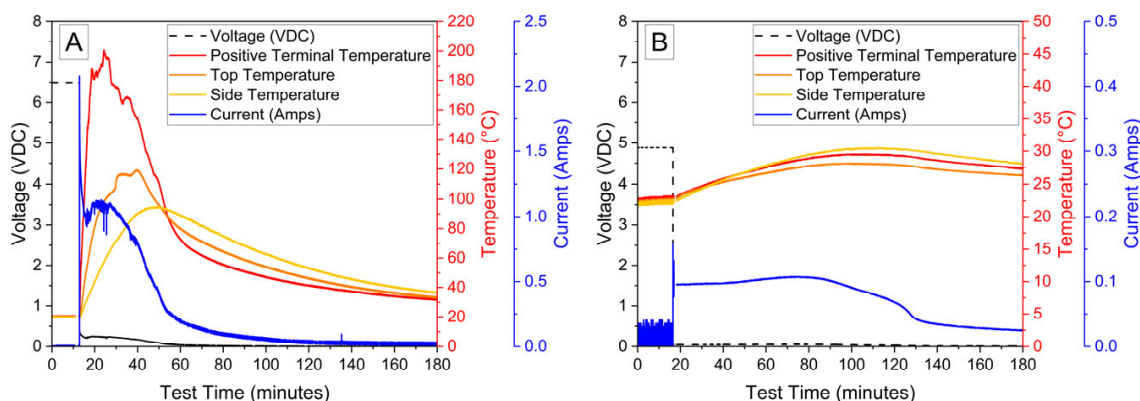 A
Voltage (VDC)
Positive Terminal Temperature
Top Temperature
Side Temperature
Current (Amps)
8
7
6
5
4
3
2
1
0
Voltage (VDC)
0 20 40 60 80 100 120 140 160 180
Test Time (minutes)
220
200
180
160
140
120
100
80
60
40
20
0
Temperature (°C)
2.5
2.0
1.5
1.0
0.5
0.0
Current (Amps)
B
Voltage (VDC)
Positive Terminal Temperature
Top Temperature
Side Temperature
Current (Amps)
8
7
6
5
4
3
2
1
0
Voltage (VDC)
0 20 40 60 80 100 120 140 160 180
Test Time (minutes)
50
45
40
35
30
25
20
15
10
5
0
Temperature (°C)
0.5
0.4
0.3
0.2
0.1
0.0
Current (Amps)